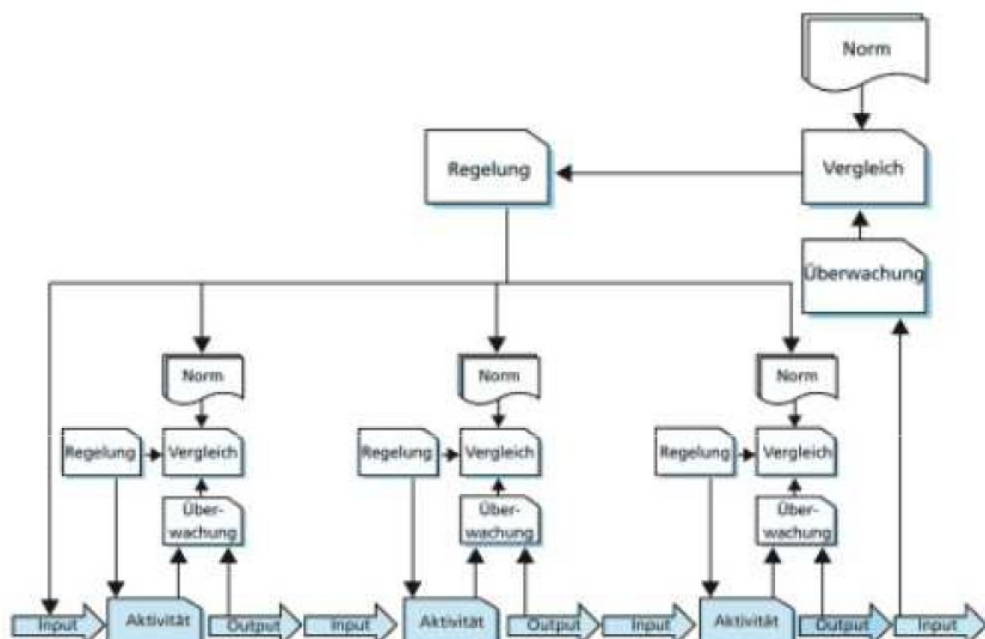 Norm
Regelung
Vergleich
Überwachung
Norm
Norm
Norm
Regelung
Vergleich
Regelung
Vergleich
Regelung
Vergleich
Über-
wachung
Über-
wachung
Über-
wachung
Input
Aktivität
Output
Input
Aktivität
Output
Input
Aktivität
Output
Input